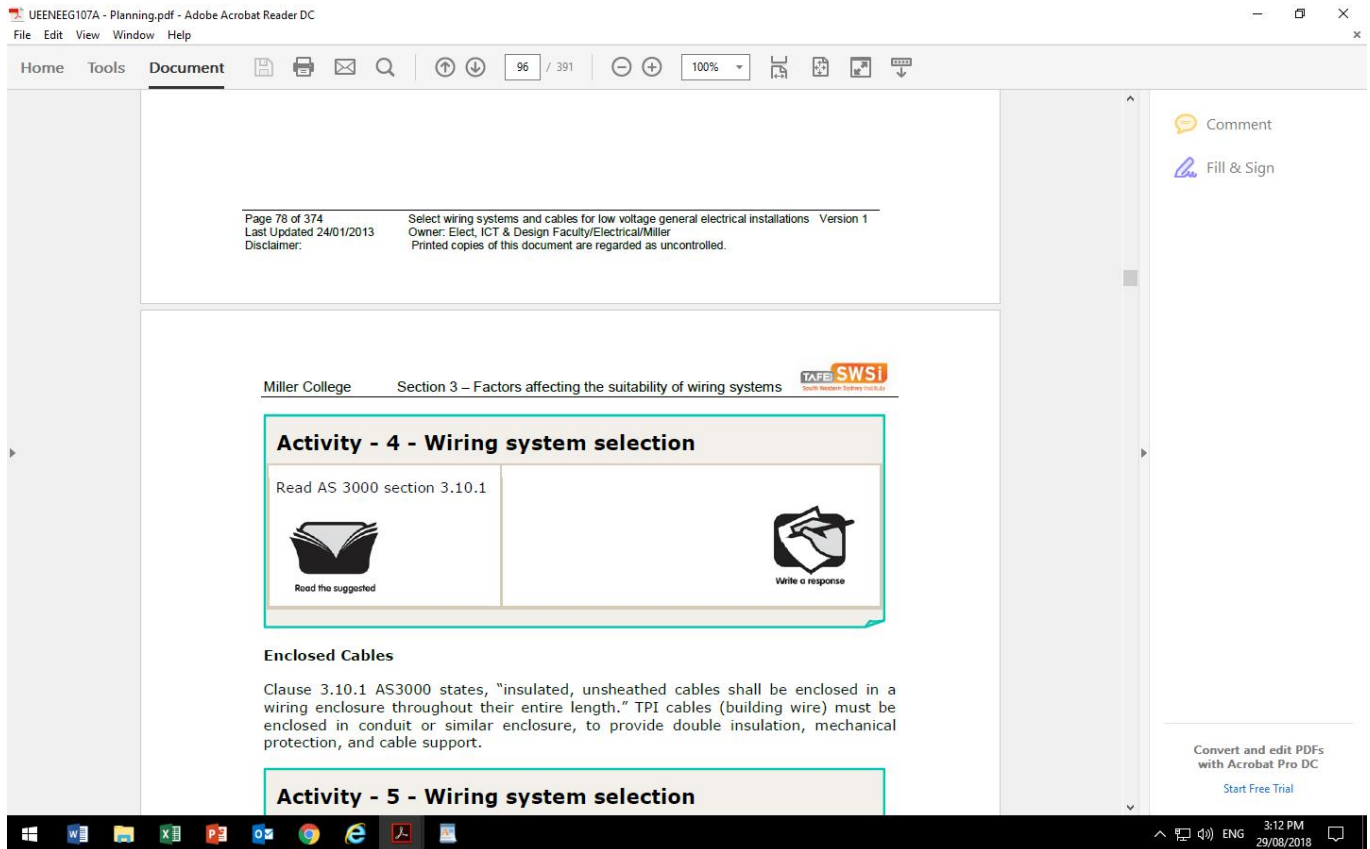 UEENEEG107A - Planning.pdf - Adobe Acrobat Reader DC
File Edit View Window Help
Home Tools Document 96 / 391 100%
Comment
Fill & Sign
Page 78 of 374 Select wiring systems and cables for low voltage general electrical installations Version 1
Last Updated 24/01/2013 Owner: Elect, ICT & Design Faculty/Electrical/Miller
Disclaimer: Printed copies of this document are regarded as uncontrolled.
Miller College Section 3 – Factors affecting the suitability of wiring systems
TAFE SWSi
South Western Sydney Institute
Activity - 4 - Wiring system selection
Read AS 3000 section 3.10.1
Read the suggested
Write a response
Enclosed Cables
Clause 3.10.1 AS3000 states, “insulated, unsheathed cables shall be enclosed in a
wiring enclosure throughout their entire length.” TPI cables (building wire) must be
enclosed in conduit or similar enclosure, to provide double insulation, mechanical
protection, and cable support.
Activity - 5 - Wiring system selection
Convert and edit PDFs
with Acrobat Pro DC
Start Free Trial
ENG
3:12 PM
29/08/2018